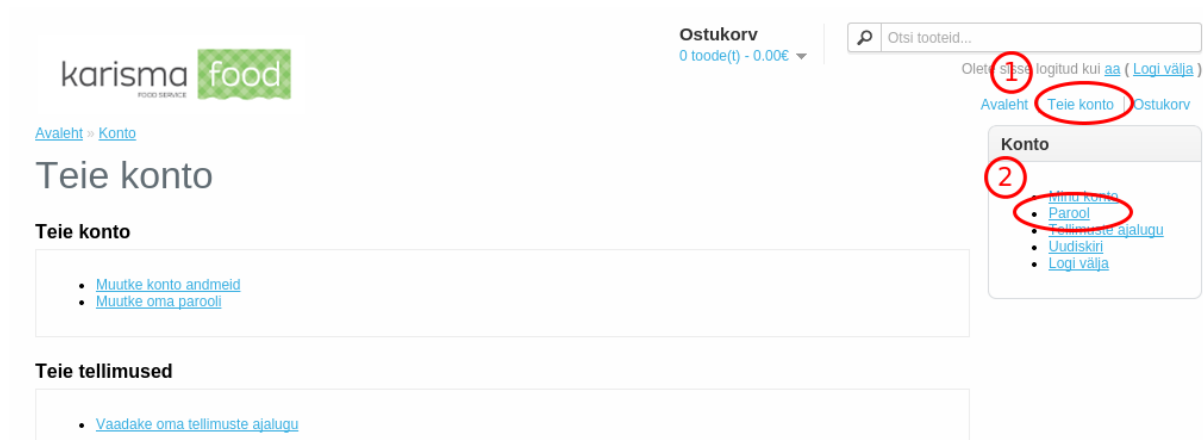 Ostukorv
0 toode(t) - 0.00€
Otsi tooteid...
karisma food
FOOD SERVICE
Olete sisse logitud kui aa ( Logi välja )
1
Avaleht Teie konto Ostukorv
Avaleht » Konto
Teie konto
Konto
2
Minu konto
Parool
Tellimuste ajalugu
Uudiskiri
Logi välja
Teie konto
Muutke konto andmeid
Muutke oma parooli
Teie tellimused
Vaadake oma tellimuste ajalugu